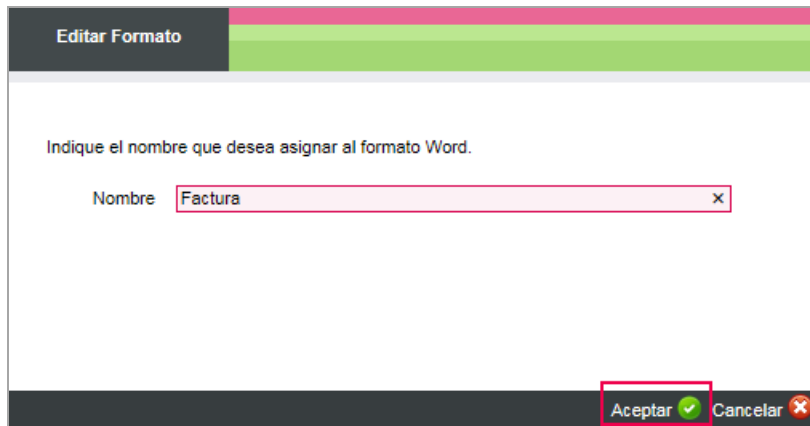 Editar Formato
Indique el nombre que desea asignar al formato Word.
Nombre Factura
Aceptar Cancelar